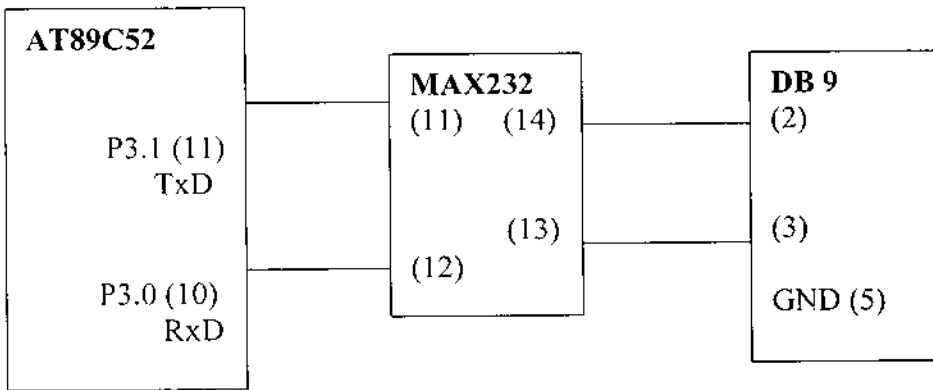 AT89C52
P3.1 (11)
TxD
P3.0 (10)
RxD
MAX232
(11) (14)
(13)
(12)
DB 9
(2)
(3)
GND (5)